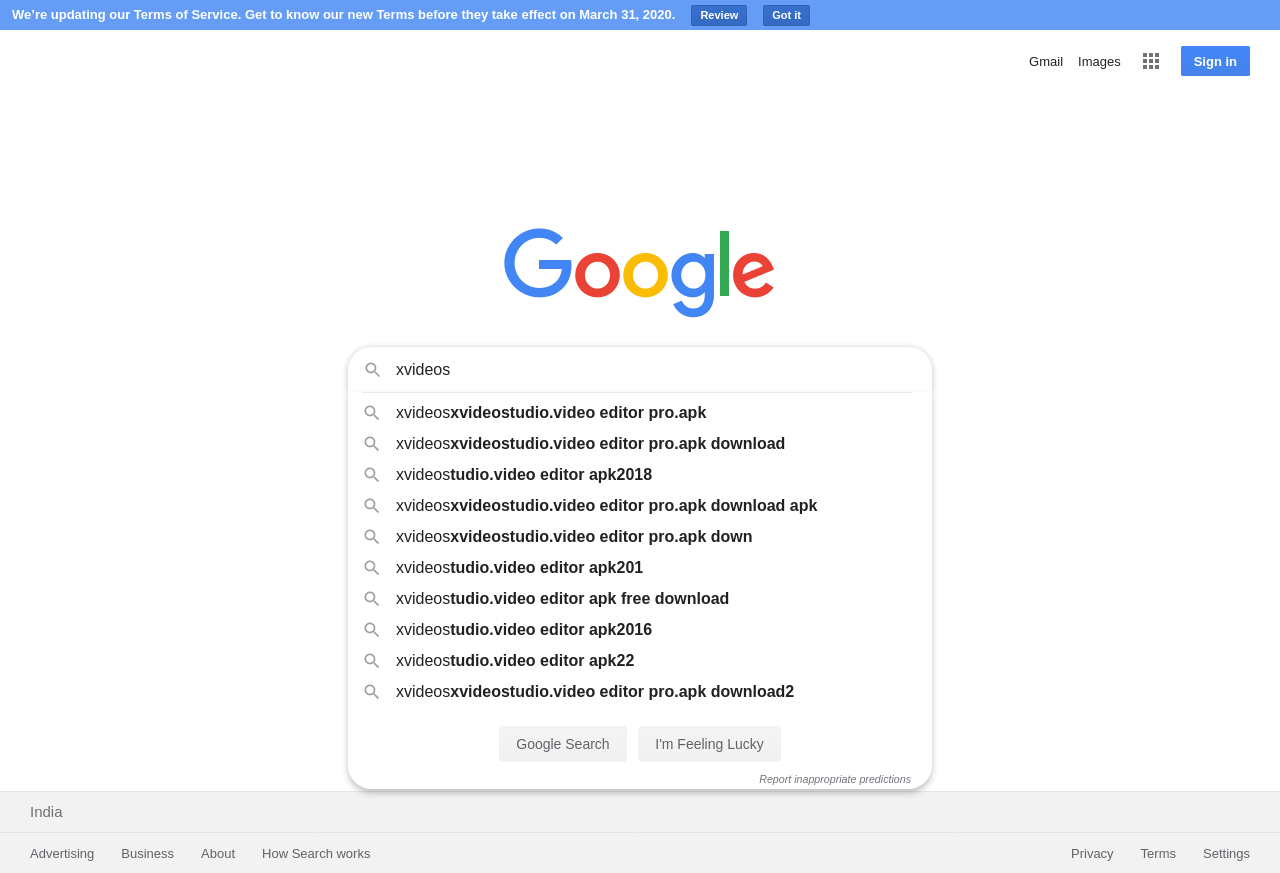 We’re updating our Terms of Service. Get to know our new Terms before they take effect on March 31, 2020. Review Got it
Gmail Images Sign in
Google
xvideos
xvideosxvideostudio.video editor pro.apk
xvideosxvideostudio.video editor pro.apk download
xvideostudio.video editor apk2018
xvideosxvideostudio.video editor pro.apk download apk
xvideosxvideostudio.video editor pro.apk down
xvideostudio.video editor apk201
xvideostudio.video editor apk free download
xvideostudio.video editor apk2016
xvideostudio.video editor apk22
xvideosxvideostudio.video editor pro.apk download2
Google Search I'm Feeling Lucky
Report inappropriate predictions
India
Advertising Business About How Search works Privacy Terms Settings